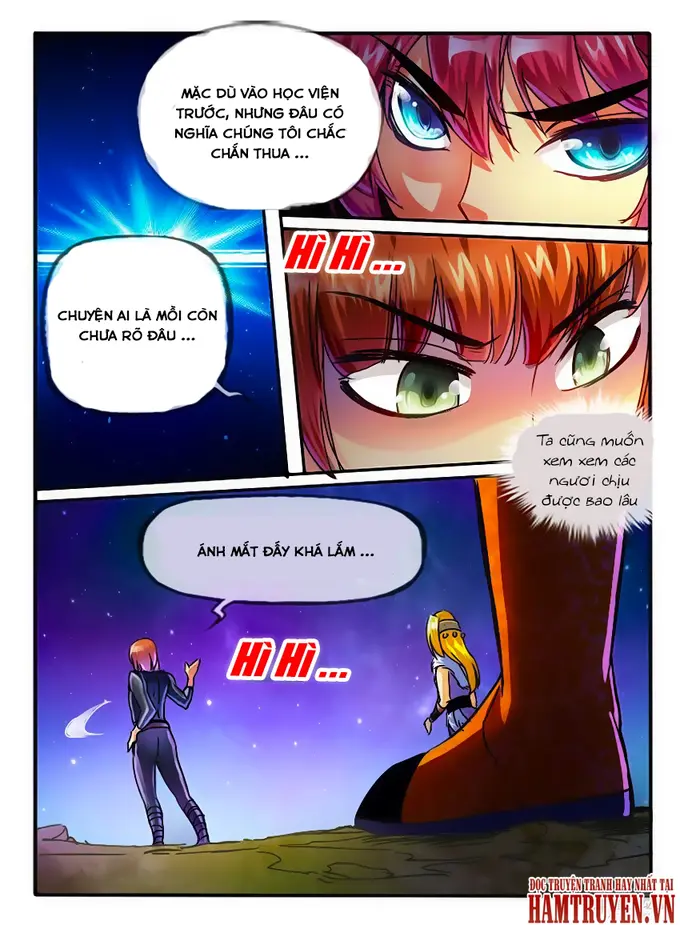 MẶC DÙ VÀO HỌC VIỆN
TRƯỚC, NHƯNG ĐÂU CÓ
NGHĨA CHÚNG TÔI CHẮC
CHẮN THUA ...
CHUYỆN AI LÀ MỒI CÒN
CHƯA RÕ ĐÂU ...
HÌ HÌ ...
Ta cũng muốn
xem xem các
ngươi chịu
được bao lâu
ÁNH MẮT ĐẤY KHÁ LẮM ...
HÌ HÌ ...
ĐỌC TRUYỆN TRANH HAY NHẤT TẠI
HAMTRUYEN.VN